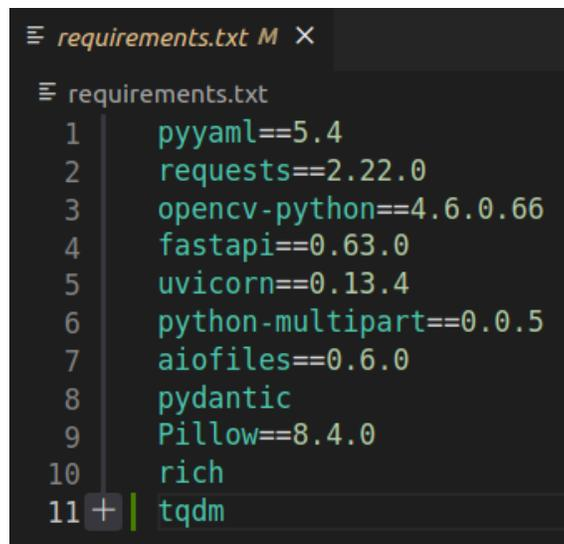 requirements.txt M ×
requirements.txt
1 pyyaml==5.4
2 requests==2.22.0
3 opencv-python==4.6.0.66
4 fastapi==0.63.0
5 uvicorn==0.13.4
6 python-multipart==0.0.5
7 aiofiles==0.6.0
8 pydantic
9 Pillow==8.4.0
10 rich
11 + tqdm